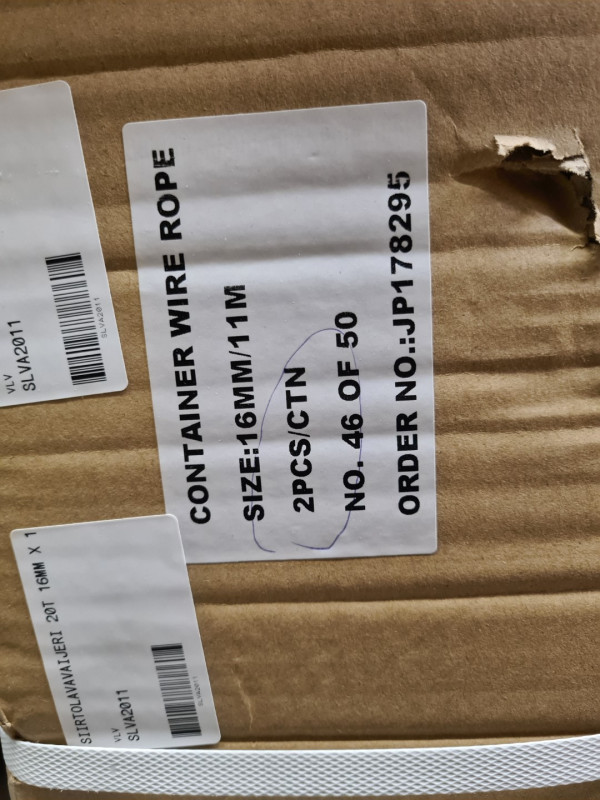 CONTAINER WIRE ROPE
SIZE:16MM/11M
2PCS/CTN
NO. 46 OF 50
ORDER NO.:JP178295
VLV
SLVA2011
SLVA2011
SIIRTOLAVAVAIJERI 20T 16MM X 1
VLV
SLVA2011
SLVA2011